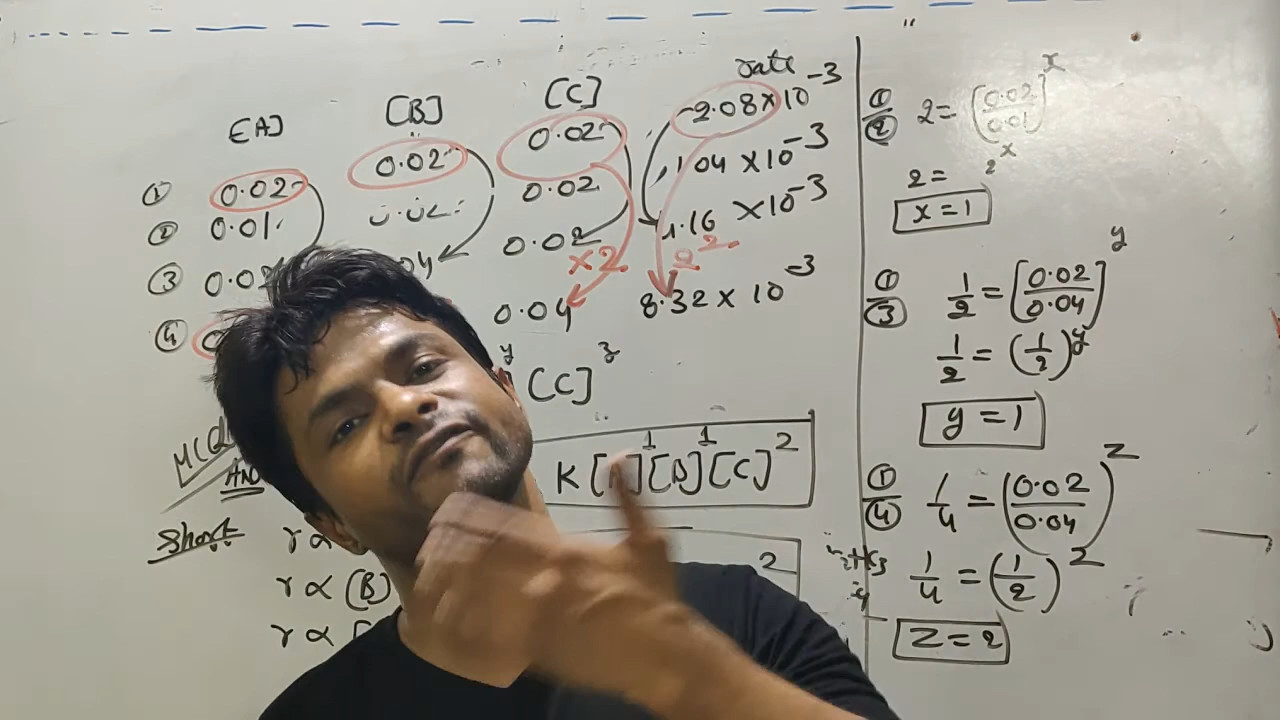 [A] [B] [C] rate
① 0.02 0.02 0.02 2.08×10⁻³
② 0.01 0.02 1.04 ×10⁻³
③ 0.02 ×10⁻³
④ 0.04 8.32 × 10⁻³
×2 2².
y [C]ᶻ
K[ ]¹[B]¹[C]²
AND
Short
r ∝
r ∝ [B]
r ∝
2
①/② 2 = [0.02/0.01]ˣ
2 = 2ˣ
x = 1
①/③ 1/2 = [0.02/0.04]ʸ
1/2 = (1/2)ʸ
y = 1
①/④ 1/4 = (0.02/0.04)ᶻ
1/4 = (1/2)ᶻ
z = 2